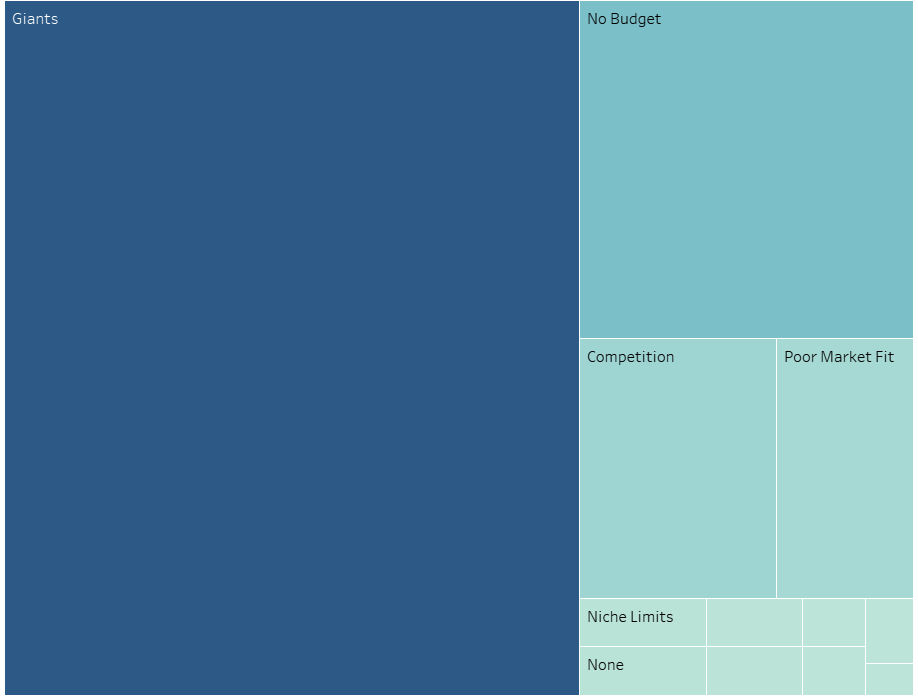 Giants
No Budget
Competition
Poor Market Fit
Niche Limits
None